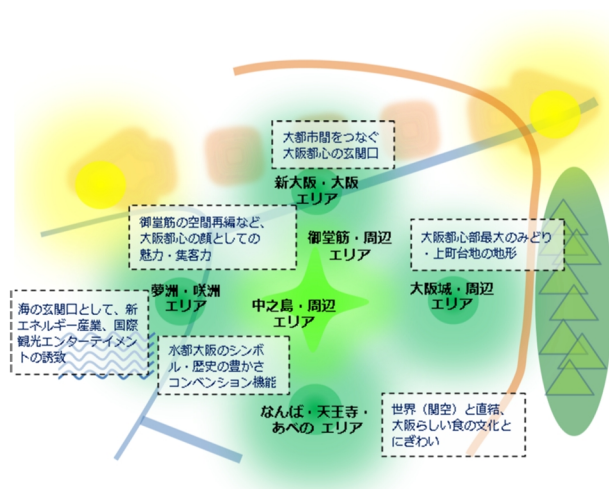 大都市間をつなぐ
大阪都心の玄関口
新大阪・大阪
エリア
御堂筋の空間再編など、
大阪都心の顔としての
魅力・集客力
御堂筋・周辺
エリア
大阪都心部最大のみどり
・上町台地の地形
大阪城・周辺
エリア
夢洲・咲洲
エリア
海の玄関口として、新
エネルギー産業、国際
観光エンターテイメン
トの誘致
中之島・周辺
エリア
水都大阪のシンボ
ル・歴史の豊かさ
コンベンション機能
なんば・天王寺・
あべの エリア
世界（関空）と直結、
大阪らしい食の文化と
にぎわい